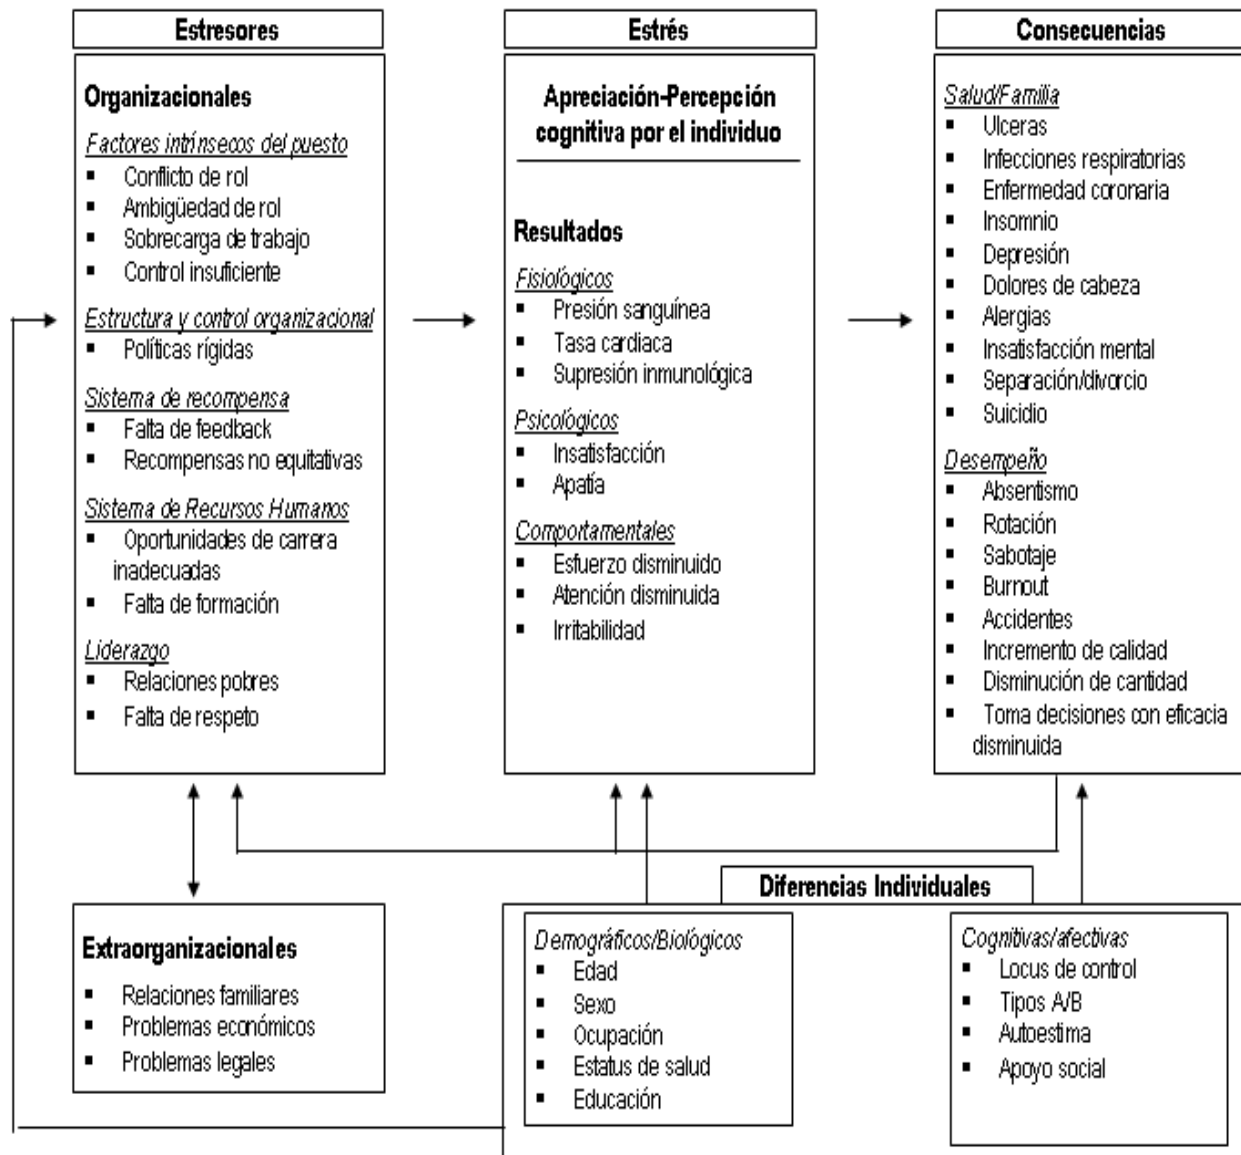 Estresores
Organizacionales
Factores intrínsecos del puesto
▪ Conflicto de rol
▪ Ambigüedad de rol
▪ Sobrecarga de trabajo
▪ Control insuficiente
Estructura y control organizacional
▪ Políticas rígidas
Sistema de recompensa
▪ Falta de feedback
▪ Recompensas no equitativas
Sistema de Recursos Humanos
▪ Oportunidades de carrera
inadecuadas
▪ Falta de formación
Liderazgo
▪ Relaciones pobres
▪ Falta de respeto
Estrés
Apreciación-Percepción
cognitiva por el individuo
Resultados
Fisiológicos
▪ Presión sanguínea
▪ Tasa cardiaca
▪ Supresión inmunológica
Psicológicos
▪ Insatisfacción
▪ Apatía
Comportamentales
▪ Esfuerzo disminuido
▪ Atención disminuida
▪ Irritabilidad
Consecuencias
Salud/Familia
▪ Ulceras
▪ Infecciones respiratorias
▪ Enfermedad coronaria
▪ Insomnio
▪ Depresión
▪ Dolores de cabeza
▪ Alergias
▪ Insatisfacción mental
▪ Separación/divorcio
▪ Suicidio
Desempeño
▪ Absentismo
▪ Rotación
▪ Sabotaje
▪ Burnout
▪ Accidentes
▪ Incremento de calidad
▪ Disminución de cantidad
▪ Toma decisiones con eficacia
disminuida
Extraorganizacionales
▪ Relaciones familiares
▪ Problemas económicos
▪ Problemas legales
Diferencias Individuales
Demográficos/Biológicos
▪ Edad
▪ Sexo
▪ Ocupación
▪ Estatus de salud
▪ Educación
Cognitivas/afectivas
▪ Locus de control
▪ Tipos A/B
▪ Autoestima
▪ Apoyo social